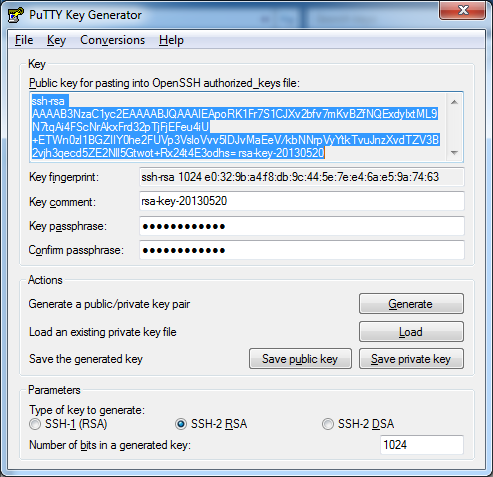 PuTTY Key Generator
File Key Conversions Help
Key
Public key for pasting into OpenSSH authorized_keys file:
ssh-rsa
AAAAB3NzaC1yc2EAAAABJQAAAIEApoRK1Fr7S1CJXv2bfv7mKvBZfNQExdylxtML9
N7tqAi4FScNrAkxFrd32pTjFjEFeu4iU
+ETWn0zI1BGZIIY0he2FUVp3VsloVvv5lDJvMaEeV/kbNNrpVyYtkTvuJnzXvdTZV3B
2vjh3qecd5ZE2NII5Gtwot+Rx24t4E3odhs= rsa-key-20130520
Key fingerprint: ssh-rsa 1024 e0:32:9b:a4:f8:db:9c:44:5e:7e:e4:6a:e5:9a:74:63
Key comment: rsa-key-20130520
Key passphrase: ●●●●●●●●●●●●
Confirm passphrase: ●●●●●●●●●●●●
Actions
Generate a public/private key pair Generate
Load an existing private key file Load
Save the generated key Save public key Save private key
Parameters
Type of key to generate:
SSH-1 (RSA) SSH-2 RSA SSH-2 DSA
Number of bits in a generated key: 1024